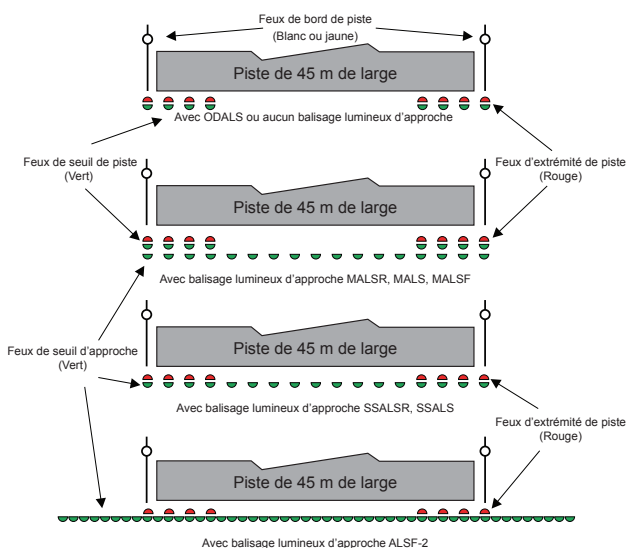 Feux de bord de piste
(Blanc ou jaune)
Piste de 45 m de large
Avec ODALS ou aucun balisage lumineux d'approche
Feux de seuil de piste
(Vert)
Feux d'extrémité de piste
(Rouge)
Piste de 45 m de large
Avec balisage lumineux d'approche MALSR, MALS, MALSF
Feux de seuil d'approche
(Vert)
Piste de 45 m de large
Avec balisage lumineux d'approche SSALSR, SSALS
Feux d'extrémité de piste
(Rouge)
Piste de 45 m de large
Avec balisage lumineux d'approche ALSF-2